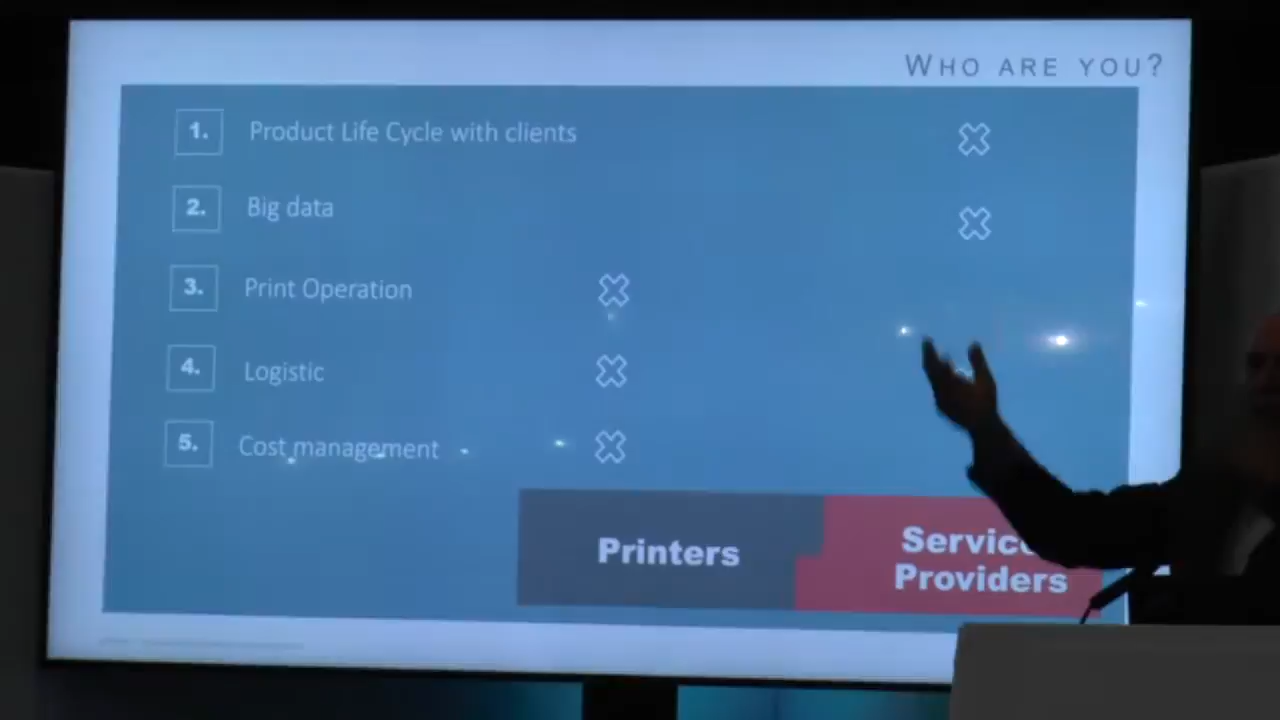 WHO ARE YOU?
1. Product Life Cycle with clients
2. Big data
3. Print Operation
4. Logistic
5. Cost management
Printers
Service
Providers